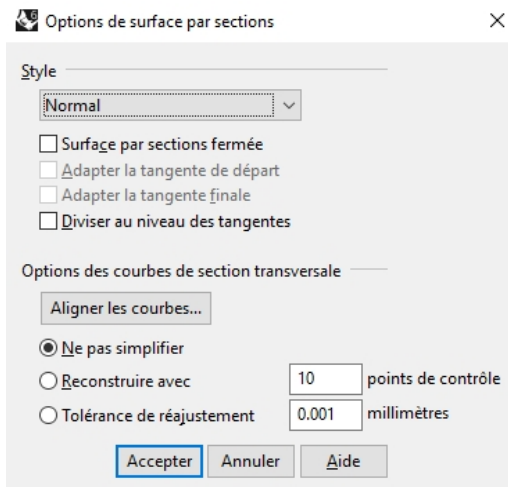 Options de surface par sections
Style
Normal
Surface par sections fermée
Adapter la tangente de départ
Adapter la tangente finale
Diviser au niveau des tangentes
Options des courbes de section transversale
Aligner les courbes...
Ne pas simplifier
Reconstruire avec 10 points de contrôle
Tolérance de réajustement 0.001 millimètres
Accepter Annuler Aide